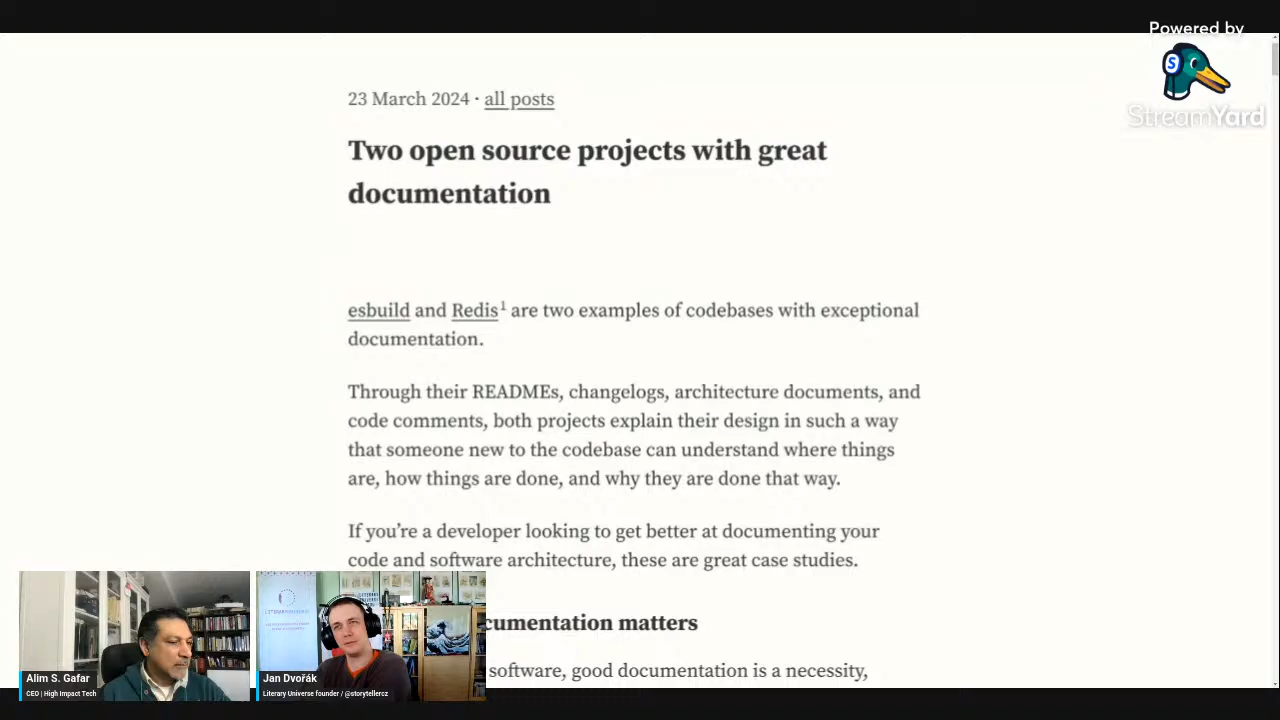 Powered by
S
StreamYard
23 March 2024 · all posts
Two open source projects with great
documentation
esbuild and Redis¹ are two examples of codebases with exceptional
documentation.
Through their READMEs, changelogs, architecture documents, and
code comments, both projects explain their design in such a way
that someone new to the codebase can understand where things
are, how things are done, and why they are done that way.
If you’re a developer looking to get better at documenting your
code and software architecture, these are great case studies.
cumentation matters
software, good documentation is a necessity,
Alim S. Gafar
CEO | High Impact Tech
Jan Dvořák
Literary Universe founder / @storytellercz